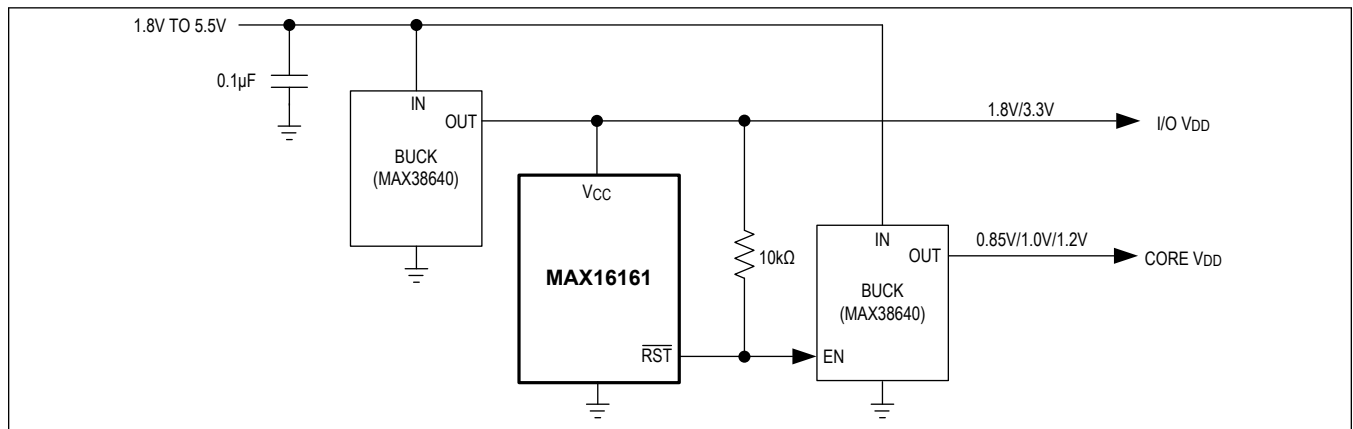 1.8V TO 5.5V
0.1µF
IN
OUT
BUCK
(MAX38640)
1.8V/3.3V
I/O VDD
VCC
MAX16161
RST
10kΩ
IN
OUT
BUCK
(MAX38640)
EN
0.85V/1.0V/1.2V
CORE VDD